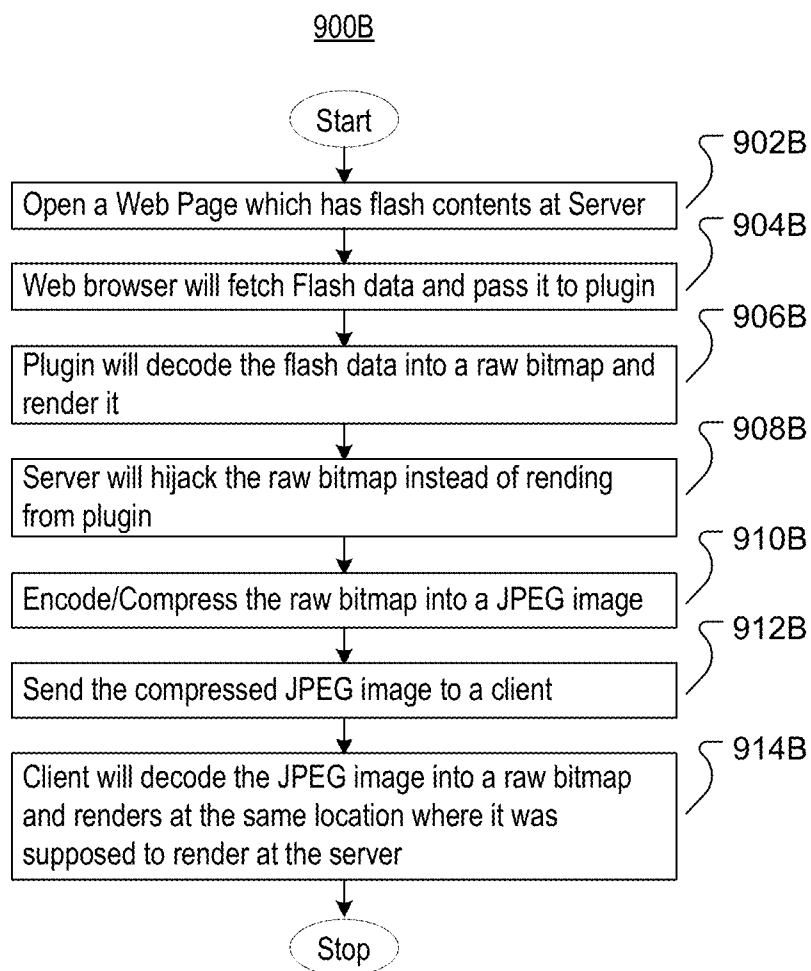 900B
Start
902B
Open a Web Page which has flash contents at Server
904B
Web browser will fetch Flash data and pass it to plugin
906B
Plugin will decode the flash data into a raw bitmap and
render it
908B
Server will hijack the raw bitmap instead of rending
from plugin
910B
Encode/Compress the raw bitmap into a JPEG image
912B
Send the compressed JPEG image to a client
914B
Client will decode the JPEG image into a raw bitmap
and renders at the same location where it was
supposed to render at the server
Stop